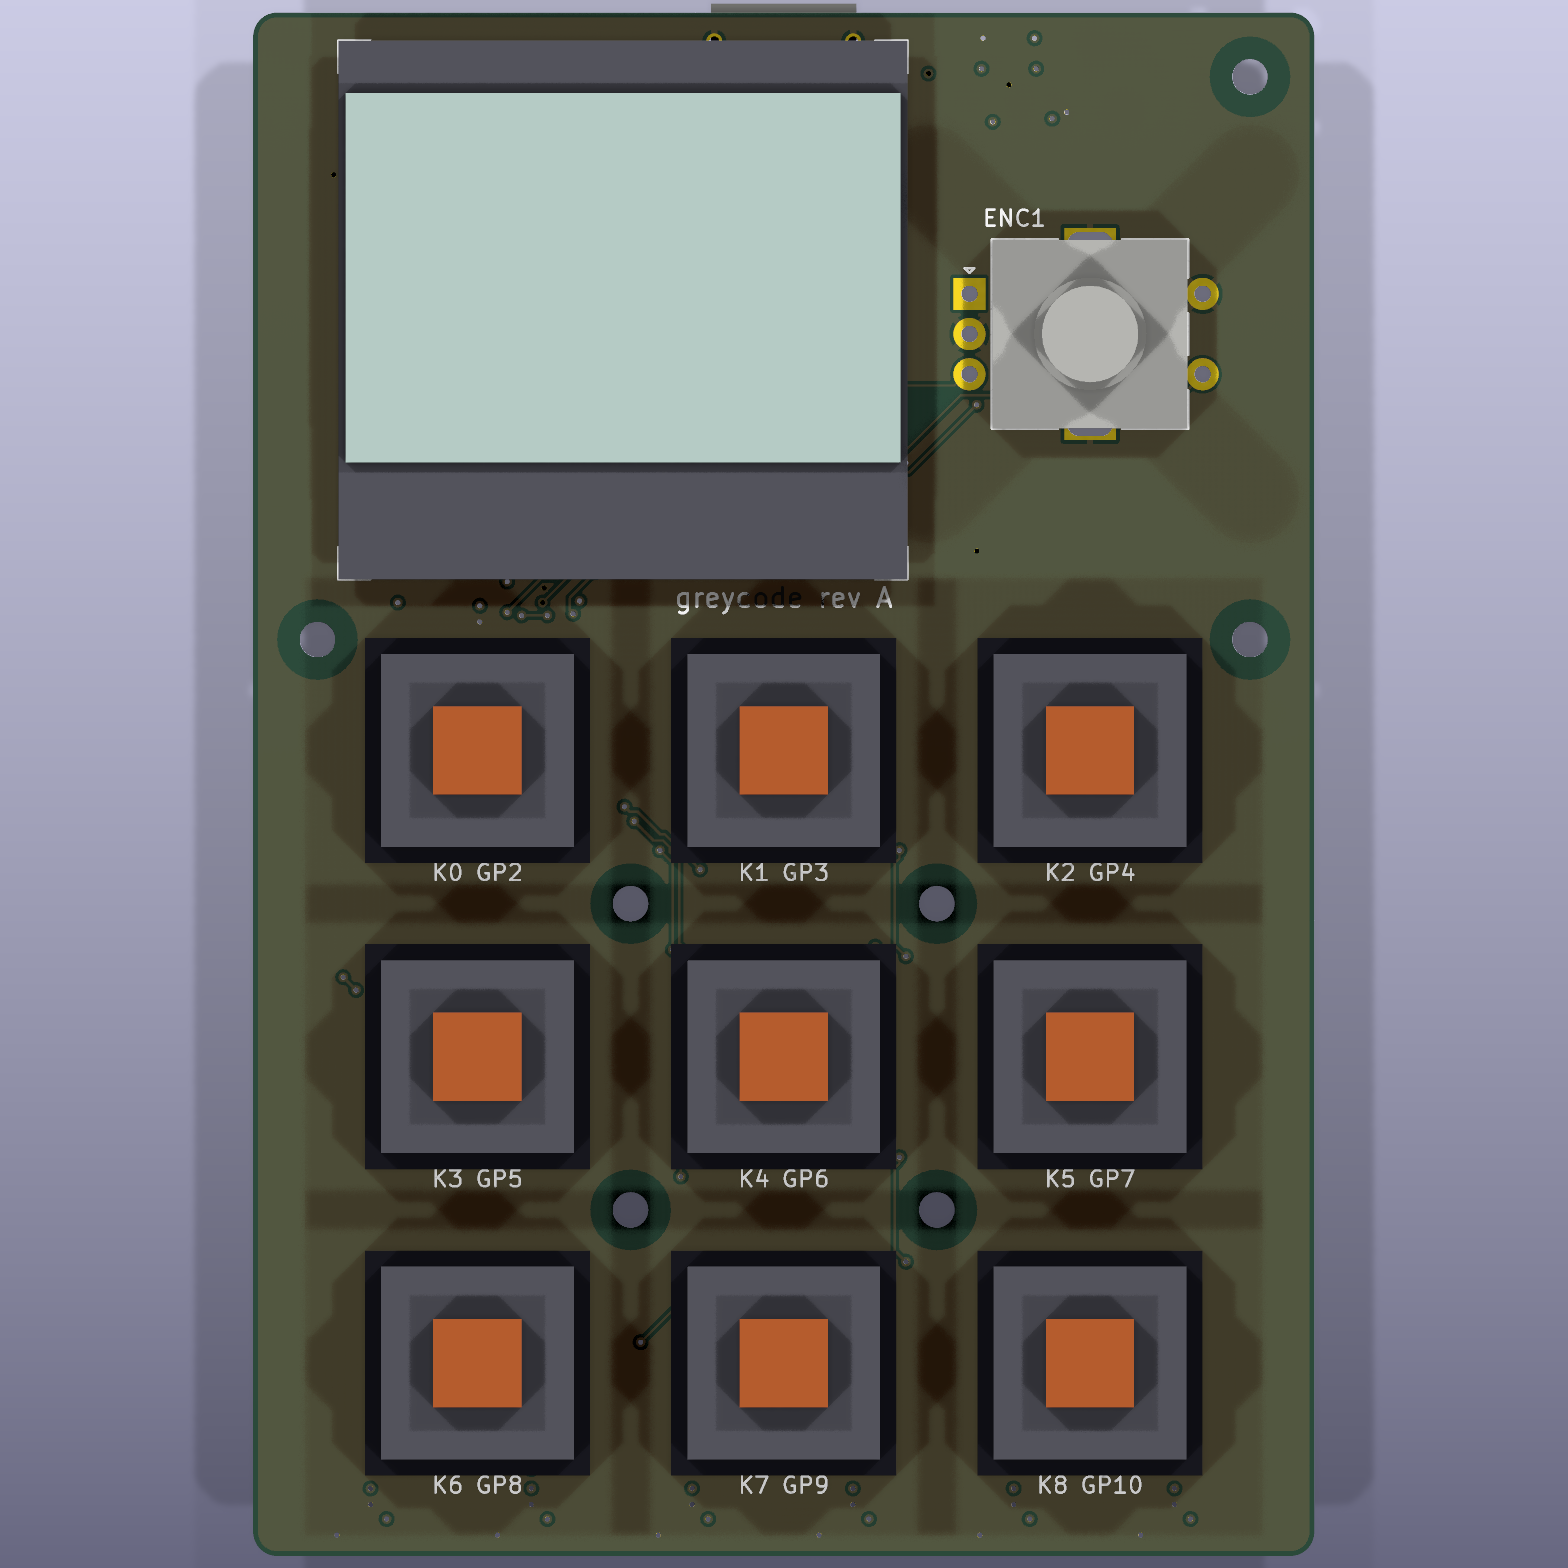 ENC1
greycode rev A
K0 GP2
K1 GP3
K2 GP4
K3 GP5
K4 GP6
K5 GP7
K6 GP8
K7 GP9
K8 GP10